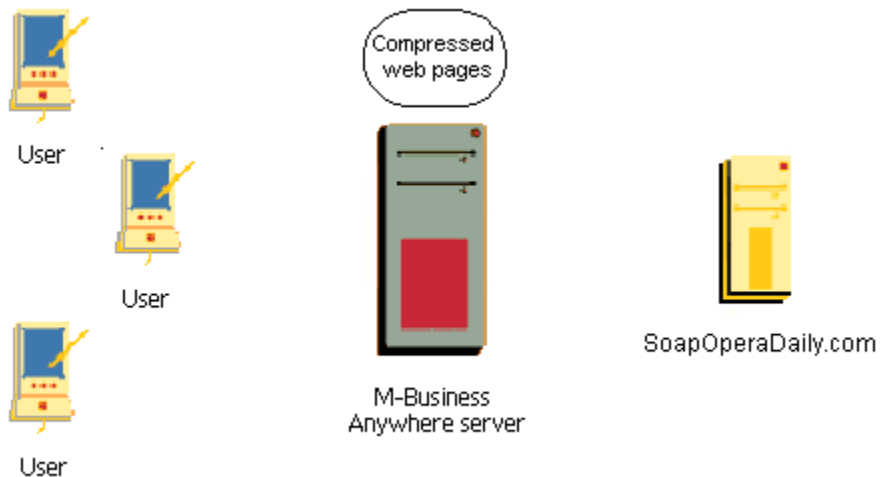 Compressed
web pages
User
User
User
M-Business
Anywhere server
SoapOperaDaily.com